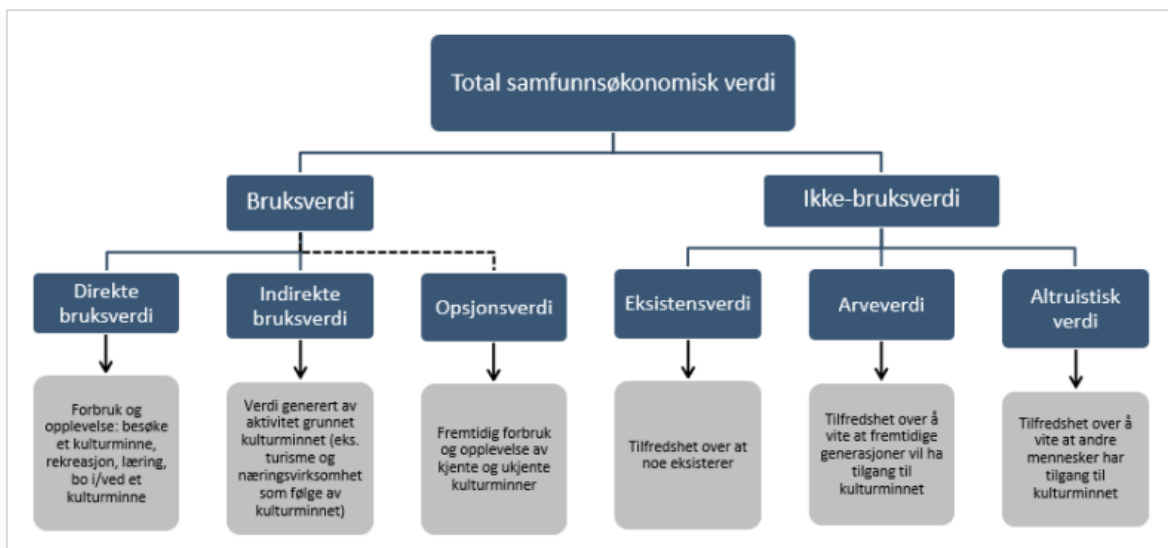 Total samfunnsøkonomisk verdi
Bruksverdi
Ikke-bruksverdi
Direkte
bruksverdi
Indirekte
bruksverdi
Opsjonsverdi
Eksistensverdi
Arveverdi
Altruistisk
verdi
Forbruk og
opplevelse: besøke
et kulturminne,
rekreasjon, læring,
bo i/ved et
kulturminne
Verdi generert av
aktivitet grunnet
kulturminnet (eks.
turisme og
næringsvirksomhet
som følge av
kulturminnet)
Fremtidig forbruk
og opplevelse av
kjente og ukjente
kulturminner
Tilfredshet over at
noe eksisterer
Tilfredshet over å
vite at fremtidige
generasjoner vil ha
tilgang til
kulturminnet
Tilfredshet over å
vite at andre
mennesker har
tilgang til
kulturminnet